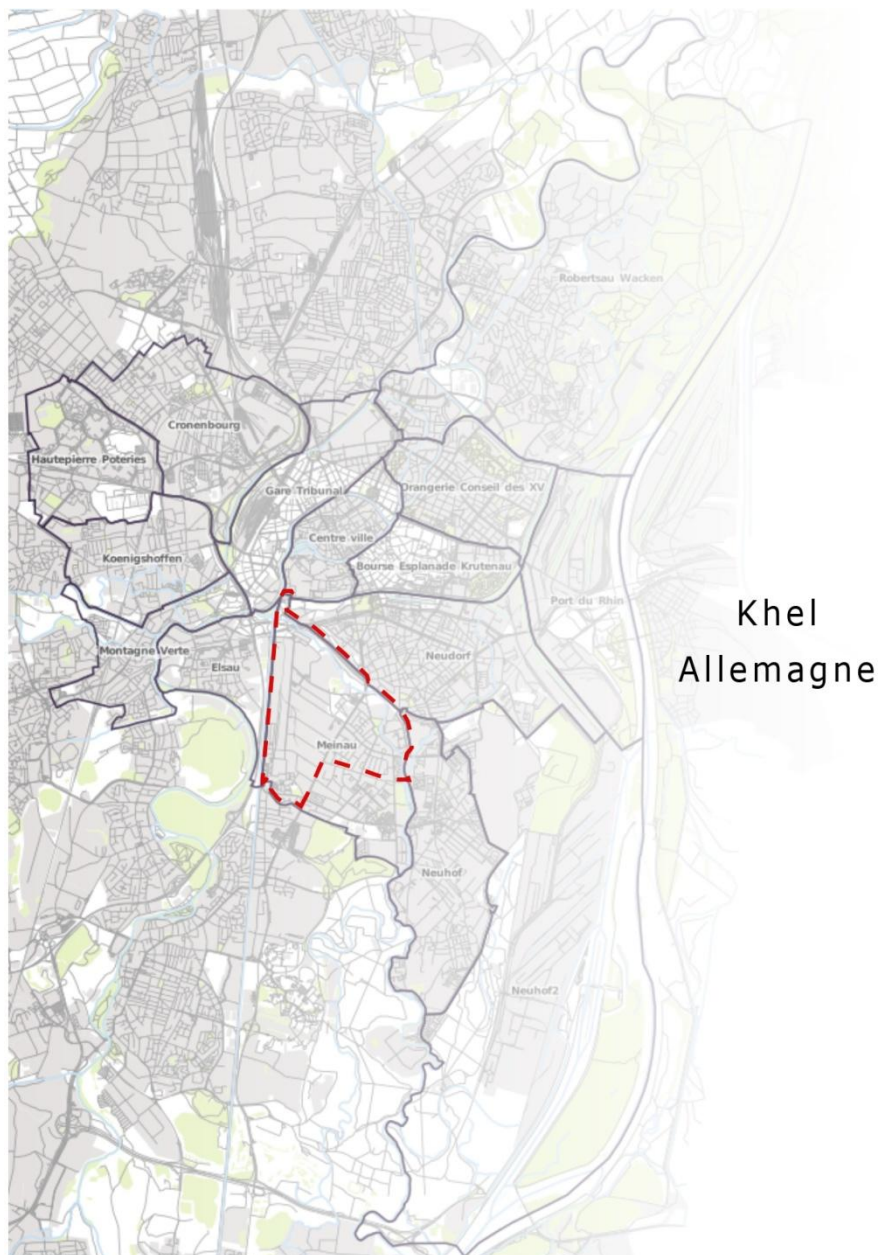 Robertsau Wacken
Cronenbourg
Hautepierre Poteries
Gare Tribunal
Orangerie Conseil des XV
Centre ville
Koenigshoffen
Bourse Esplanade Krutenau
Port du Rhin
Khel
Allemagne
Montagne Verte
Neudorf
Elsau
Meinau
Neuhof
Neuhof2